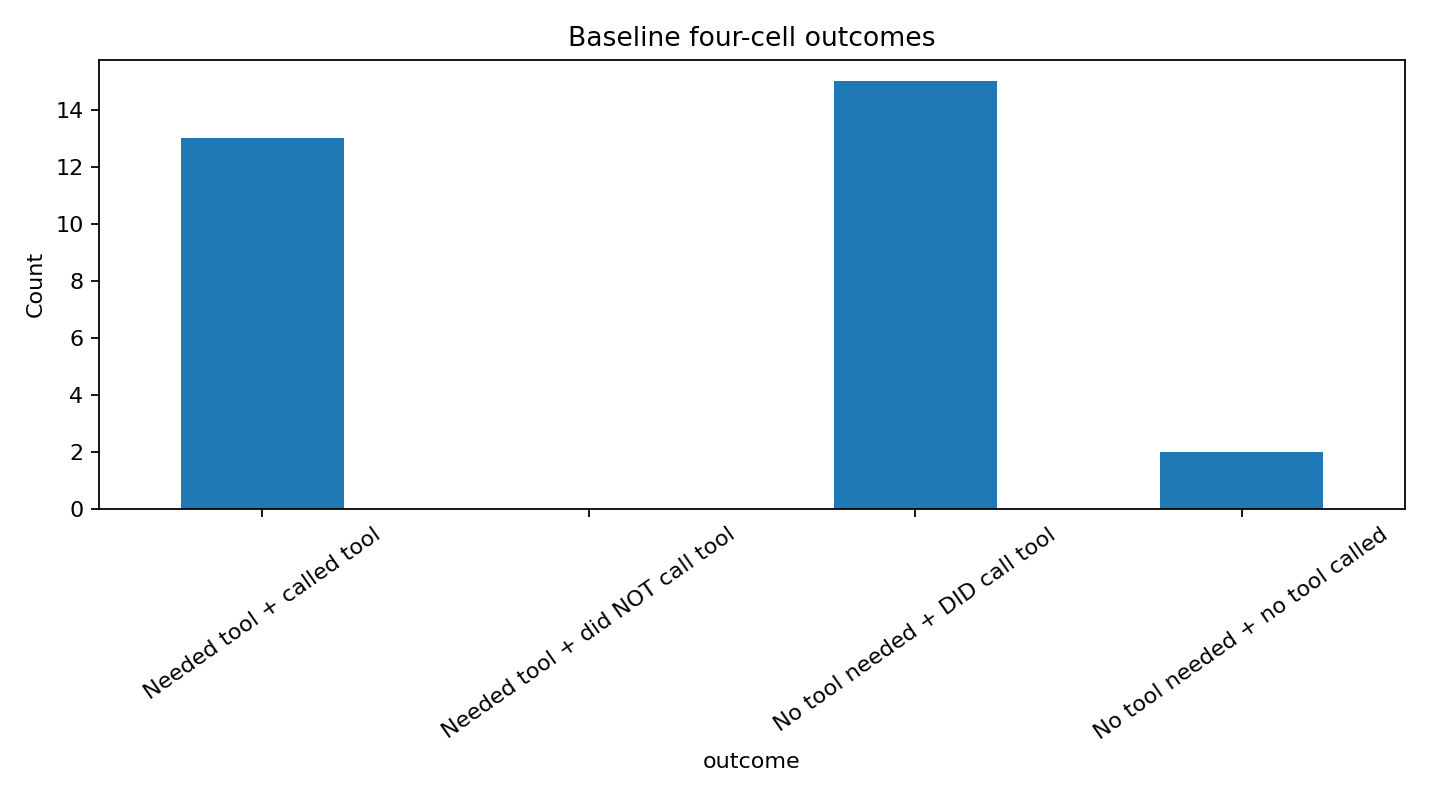 Baseline four-cell outcomes
Count
14
12
10
8
6
4
2
0
Needed tool + called tool
Needed tool + did NOT call tool
No tool needed + DID call tool
No tool needed + no tool called
outcome